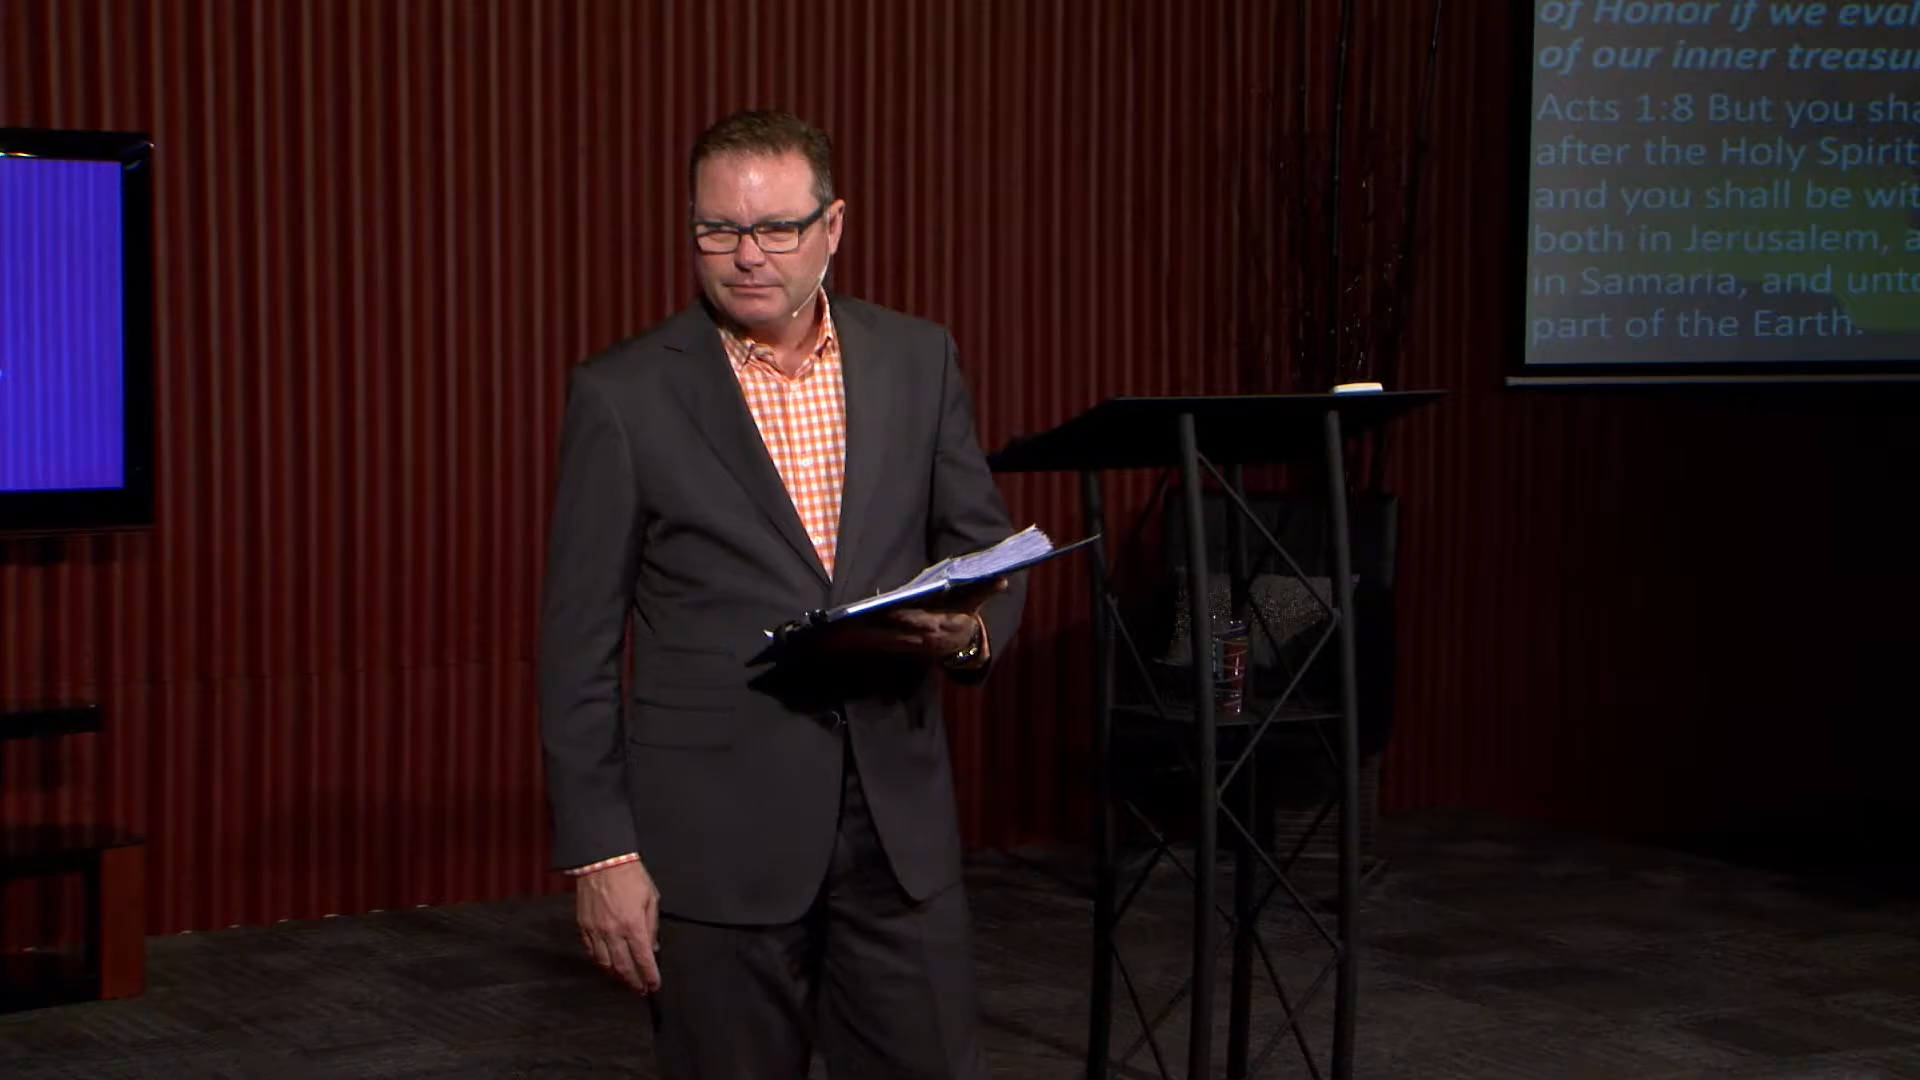 of Honor if we eval
of our inner treasur
Acts 1:8 But you sha
after the Holy Spirit
and you shall be wit
both in Jerusalem, a
in Samaria, and unto
part of the Earth.